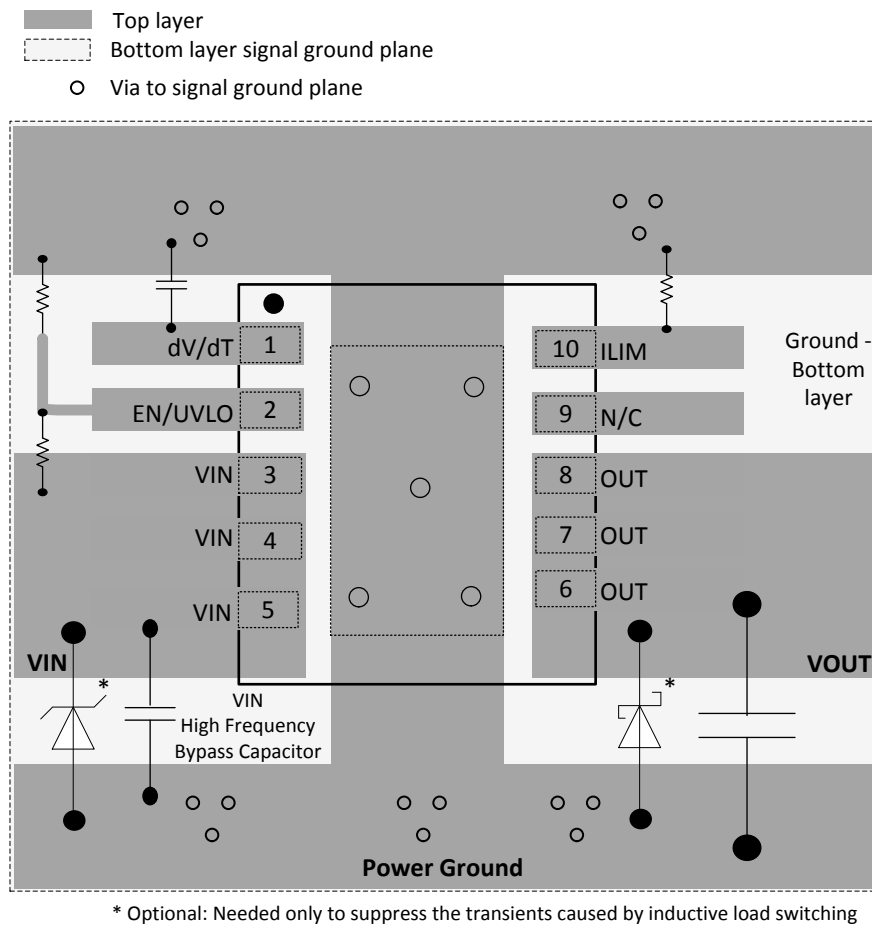 Top layer
Bottom layer signal ground plane
Via to signal ground plane
dV/dT 1
EN/UVLO 2
VIN 3
VIN 4
VIN 5
10 ILIM
9 N/C
8 OUT
7 OUT
6 OUT
Ground -
Bottom
layer
VIN
*
VIN
High Frequency
Bypass Capacitor
*
VOUT
Power Ground
* Optional: Needed only to suppress the transients caused by inductive load switching